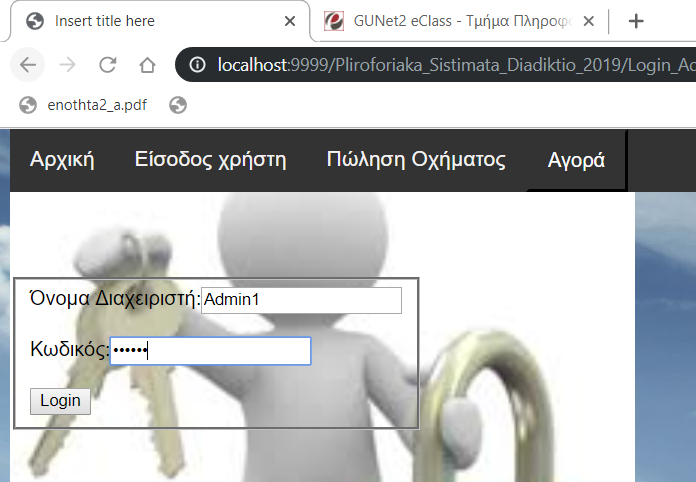 Insert title here
GUNet2 eClass - Τμήμα Πληροφο
localhost:9999/Pliroforiaka_Sistimata_Diadiktio_2019/Login_Ad
enothta2_a.pdf
Αρχική Είσοδος χρήστη Πώληση Οχήματος Αγορά
Όνομα Διαχειριστή: Admin1
Κωδικός: ••••••
Login